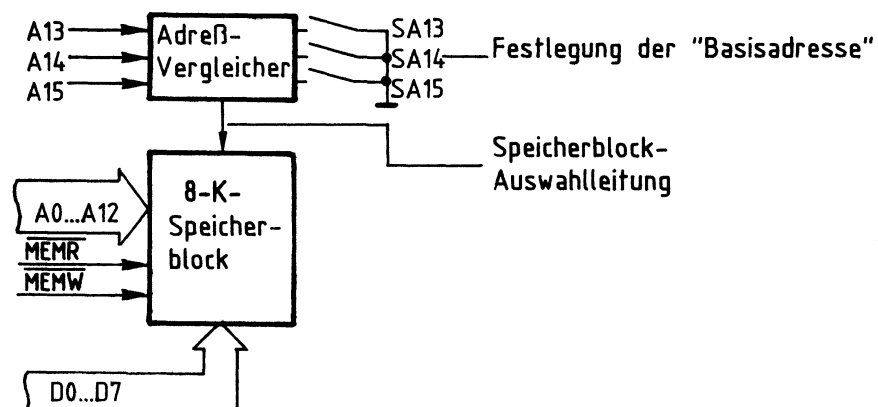 A13
A14
A15
Adreß-
Vergleicher
SA13
SA14
SA15
Festlegung der "Basisadresse"
Speicherblock-
Auswahlleitung
A0...A12
MEMR
MEMW
8-K-
Speicher-
block
D0...D7